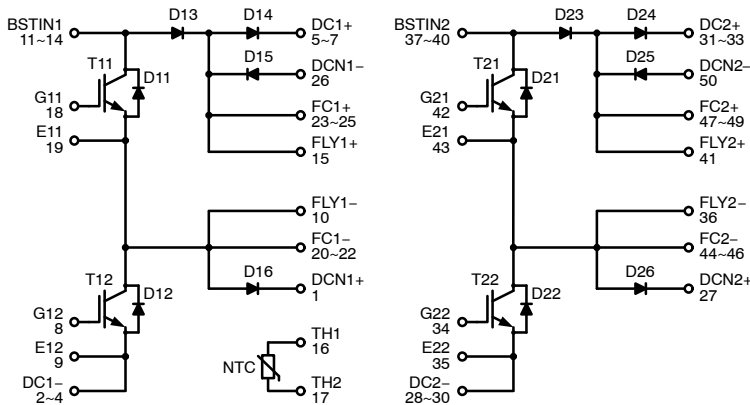 BSTIN1
11~14
D13
D14
DC1+
5~7
D15
DCN1−
26
T11
D11
G11
18
FC1+
23~25
E11
19
FLY1+
15
FLY1−
10
FC1−
20~22
T12
D12
D16
DCN1+
1
G12
8
E12
9
DC1−
2~4
TH1
16
NTC
TH2
17
BSTIN2
37~40
D23
D24
DC2+
31~33
D25
DCN2−
50
T21
D21
G21
42
FC2+
47~49
E21
43
FLY2+
41
FLY2−
36
FC2−
44~46
T22
D22
D26
DCN2+
27
G22
34
E22
35
DC2−
28~30